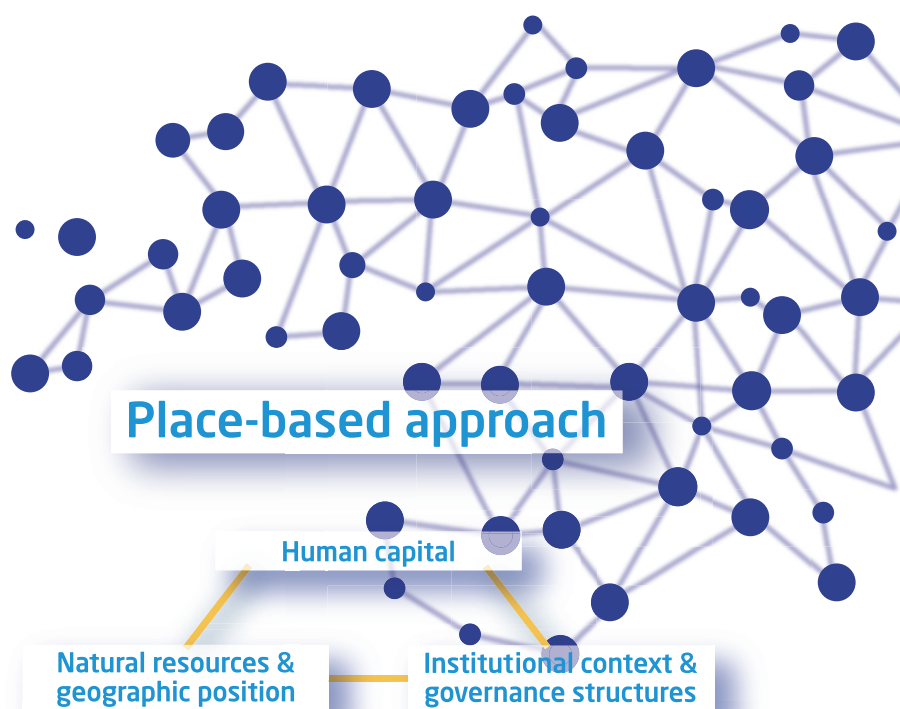 Place-based approach
Human capital
Natural resources &
geographic position
Institutional context &
governance structures